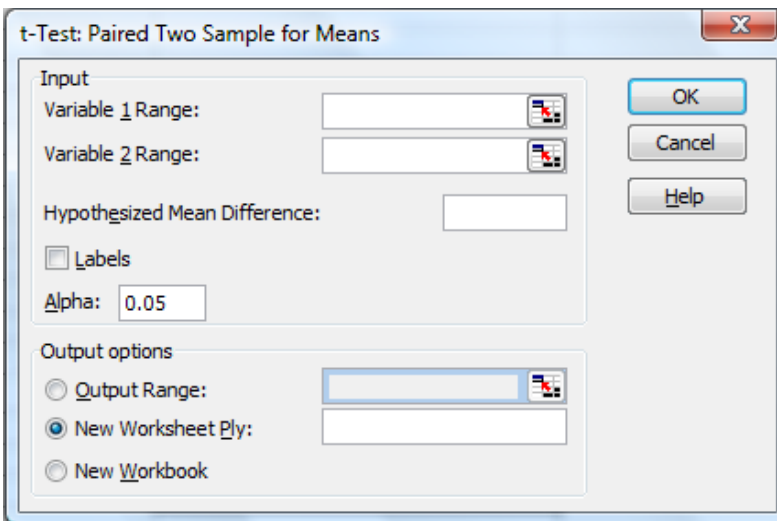 t-Test: Paired Two Sample for Means
Input
Variable 1 Range:
Variable 2 Range:
Hypothesized Mean Difference:
Labels
Alpha: 0.05
OK
Cancel
Help
Output options
Output Range:
New Worksheet Ply:
New Workbook